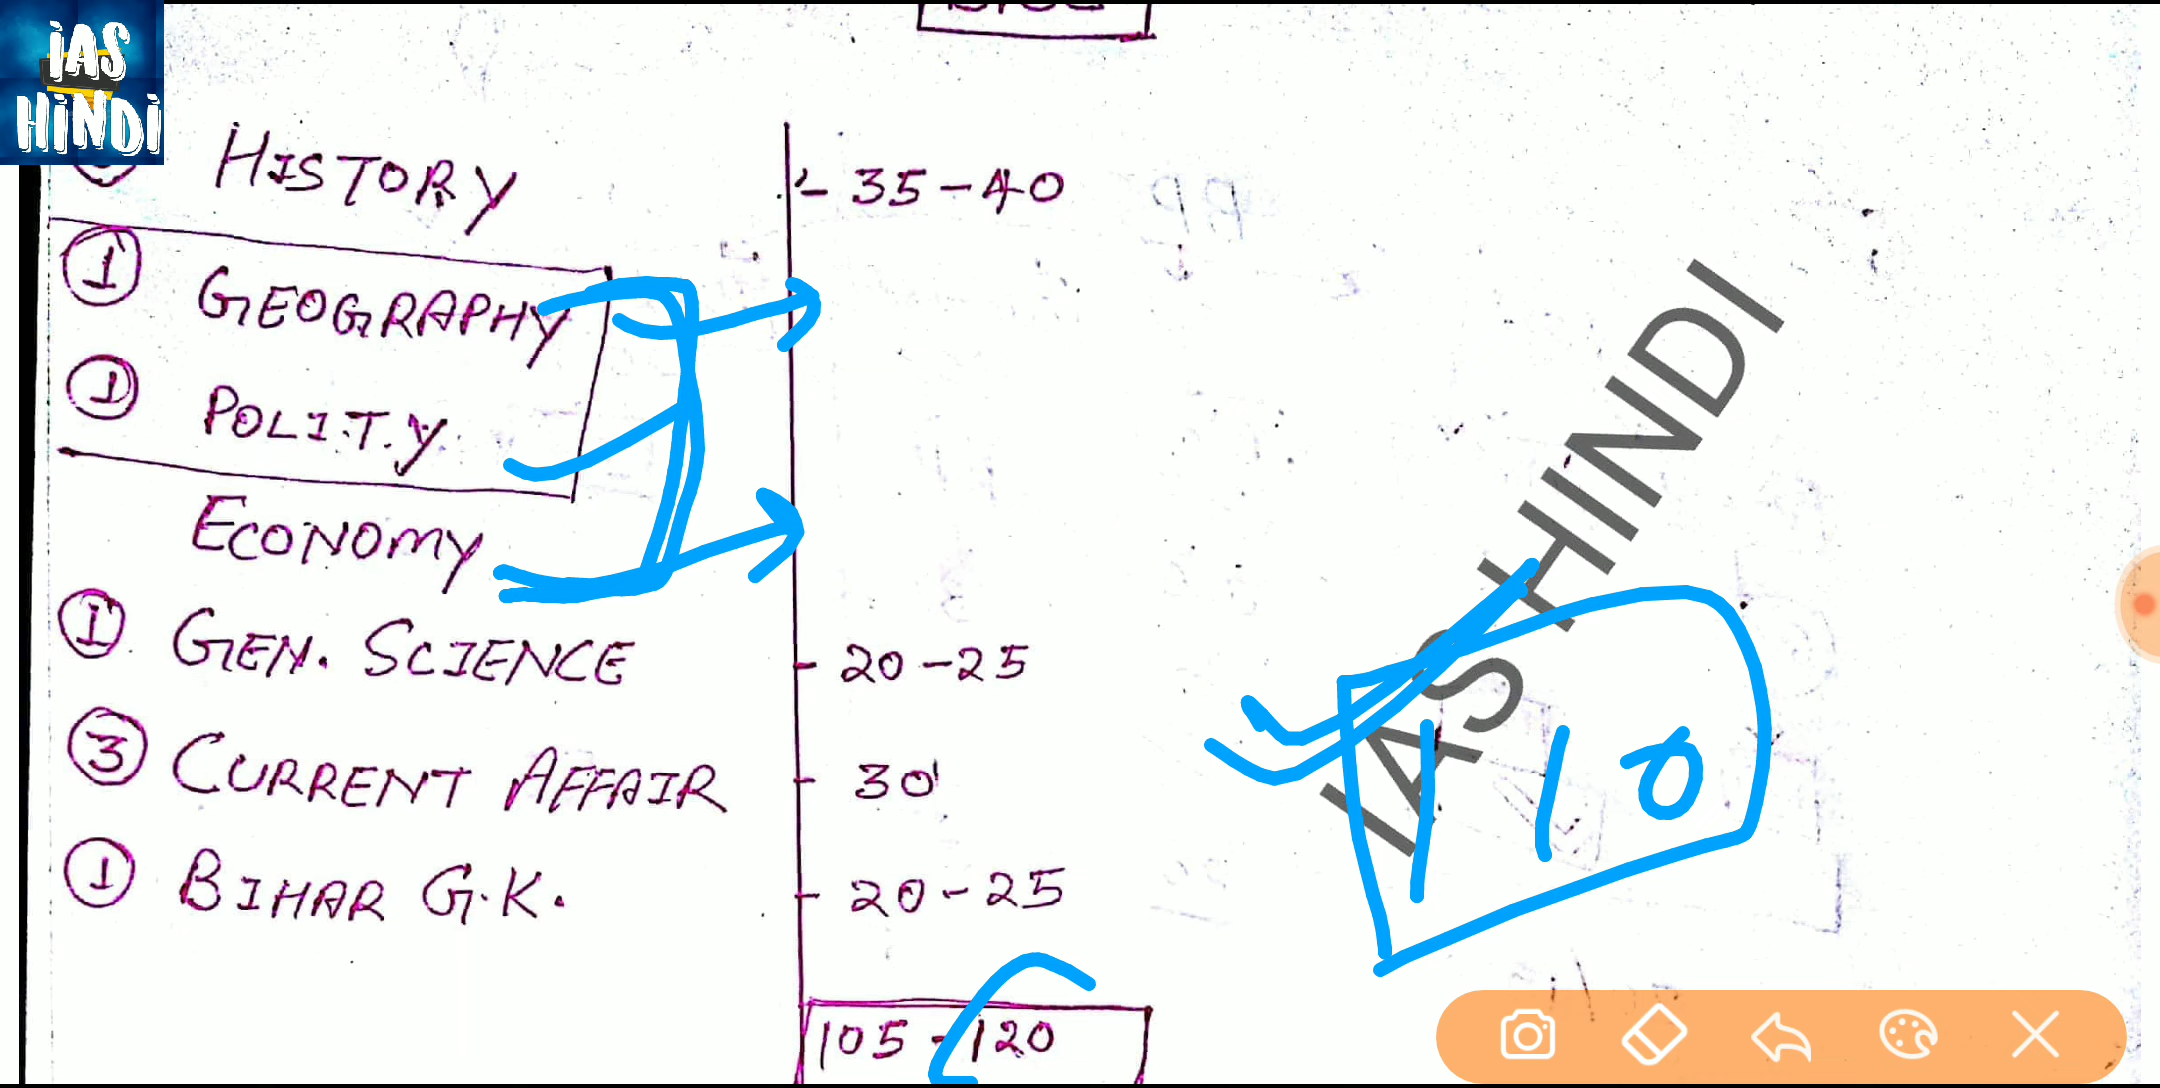 iAS
HiNDi
HISTORY - 35-40
① GEOGRAPHY
① POLITY
ECONOMY
① GEN. SCIENCE - 20-25
③ CURRENT AFFAIR - 30
① BIHAR G.K. - 20-25
105-120
110
IAS HINDI